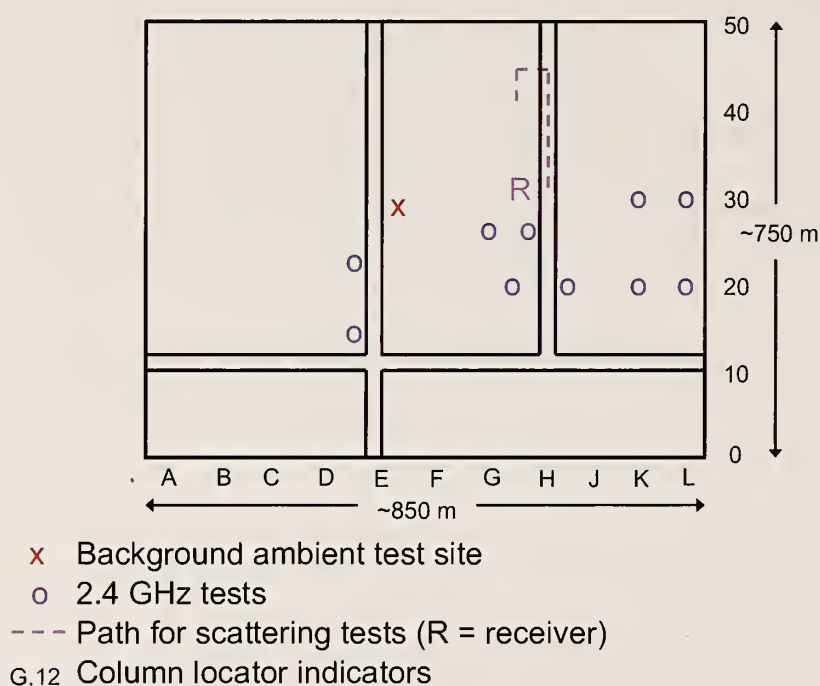 50
40
R
x
30
o o
~750 m
o o
o
o o o o
20
o
10
0
A B C D E F G H J K L
~850 m
x Background ambient test site
o 2.4 GHz tests
--- Path for scattering tests (R = receiver)
G.12 Column locator indicators